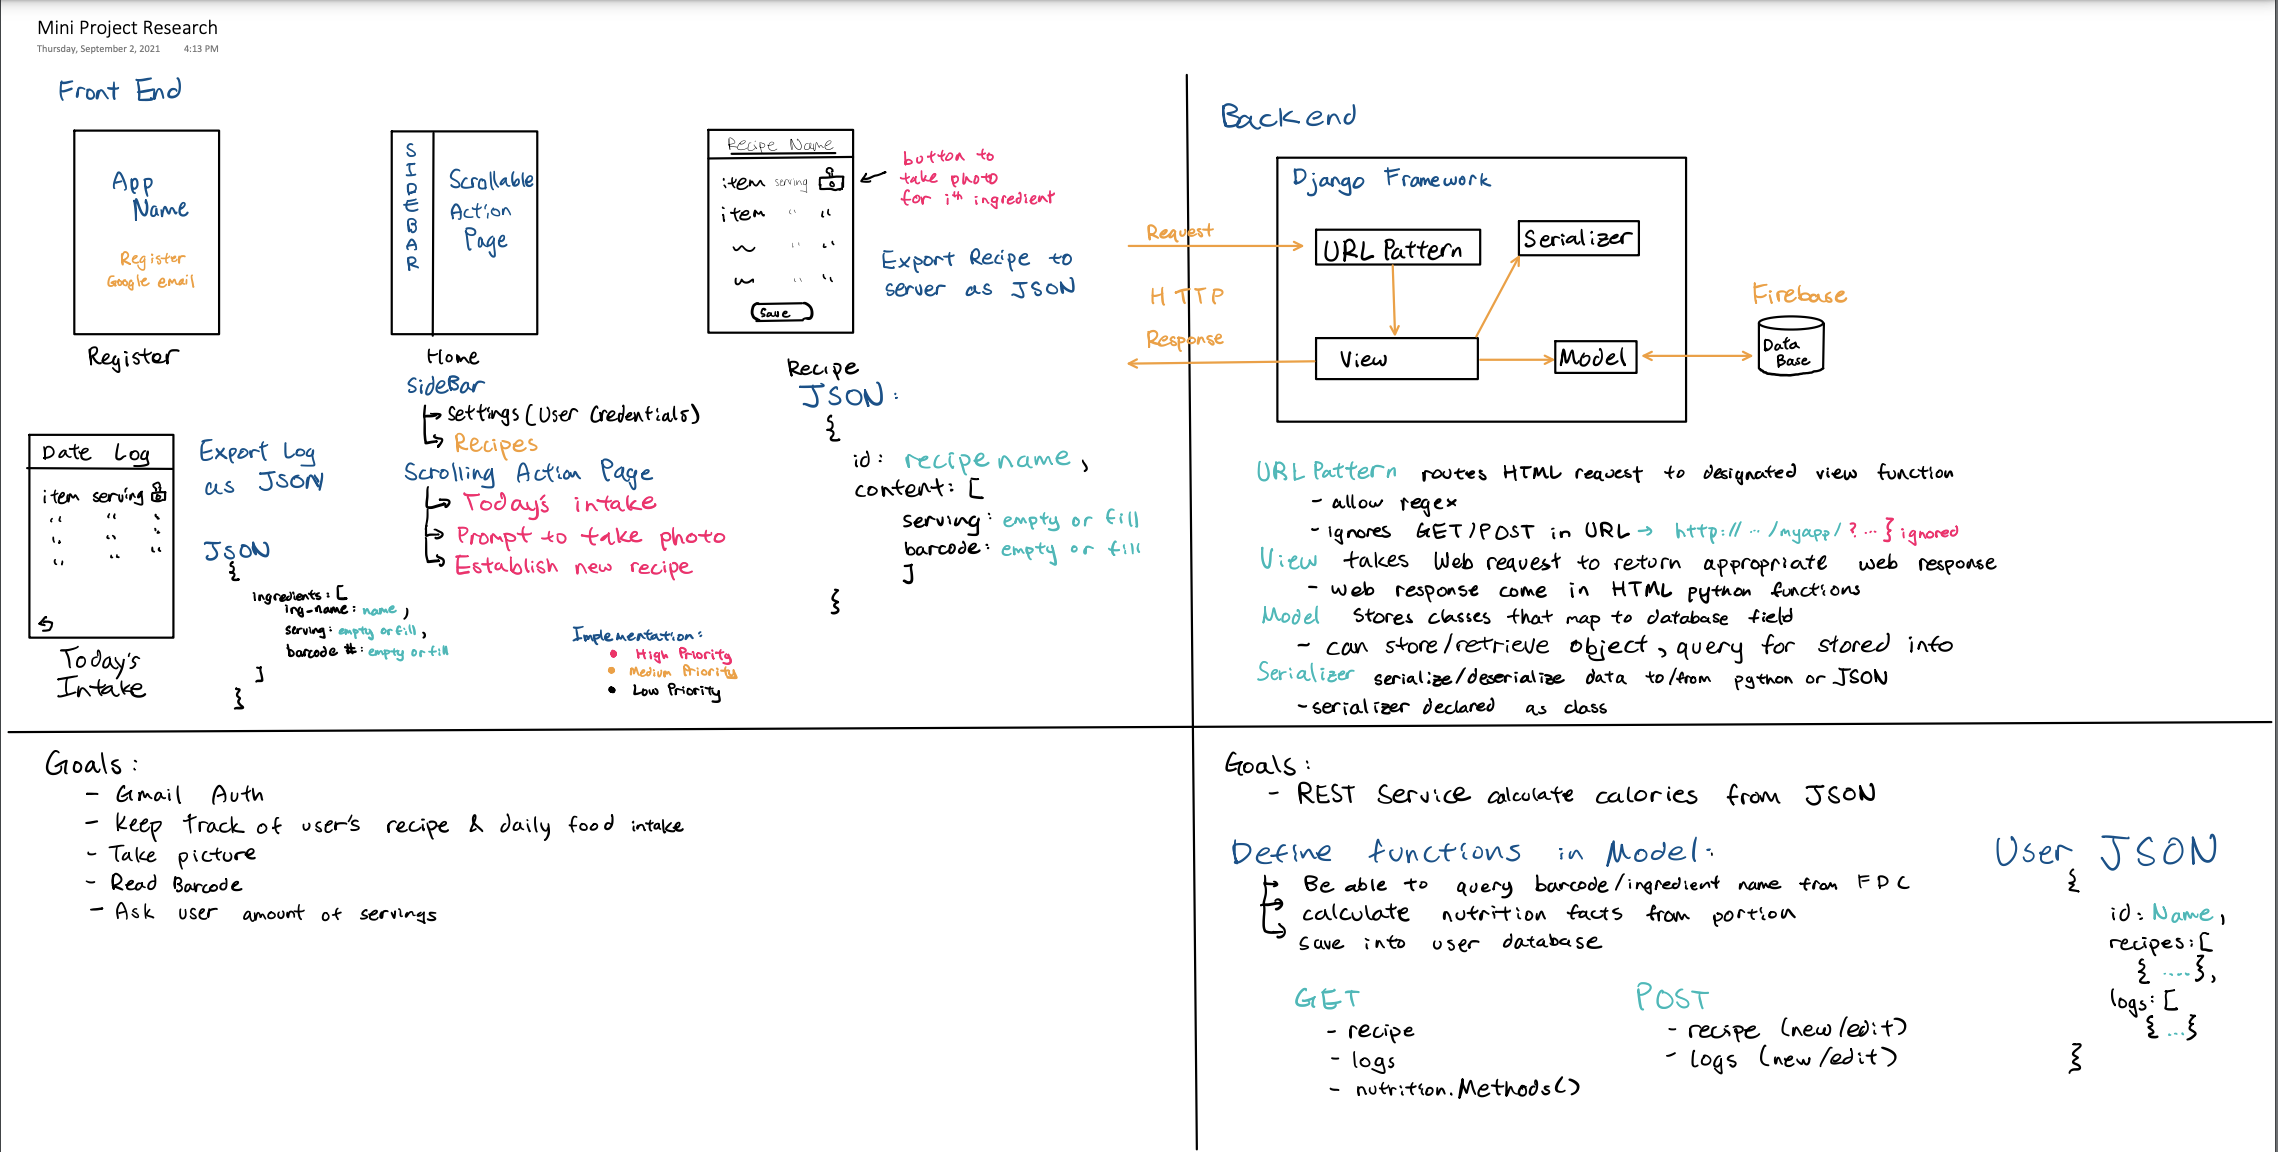 Mini Project Research
Thursday, September 2, 2021 4:13 PM
Front End
App
Name
Register
Google email
Register
SIDEBAR
Scrollable
Action
Page
Home
SideBar
Settings (User Credentials)
Recipes
Scrolling Action Page
Today's intake
Prompt to take photo
Establish new recipe
Recipe Name
item serving
item " "
" "
" "
Save
Recipe
button to
take photo
for ith ingredient
Export Recipe to
server as JSON
JSON:
{
id: recipe name,
content: [
serving: empty or fill
barcode: empty or fill
]
}
Date Log
item serving
" " "
" " "
" " "
Today's
Intake
Export Log
as JSON
JSON
{
ingredients: [
ing-name: name,
serving: empty or fill,
barcode #: empty or fill
]
}
Implementation:
• High Priority
• Medium Priority
• Low Priority
Backend
Django Framework
Request
HTTP
Response
URL Pattern
Serializer
View
Model
Firebase
Data
Base
URL Pattern routes HTML request to designated view function
- allow regex
- ignores GET/POST in URL → http:// ... /myapp/?...} ignored
View takes Web request to return appropriate web response
- web response come in HTML python functions
Model Stores classes that map to database field
- can store/retrieve object, query for stored into
Serializer serialize/deserialize data to/from python or JSON
- serializer declared as class
Goals:
- Gmail Auth
- Keep track of user's recipe & daily food intake
- Take picture
- Read Barcode
- Ask user amount of servings
Goals:
- REST Service calculate calories from JSON
Define functions in Model:
Be able to query barcode/ingredient name from FDC
calculate nutrition facts from portion
save into user database
GET
- recipe
- logs
- nutrition.Methods()
POST
- recipe (new/edit)
- logs (new/edit)
User JSON
{
id: Name,
recipes: [
{ ..... },
logs: [
{ ... }
}